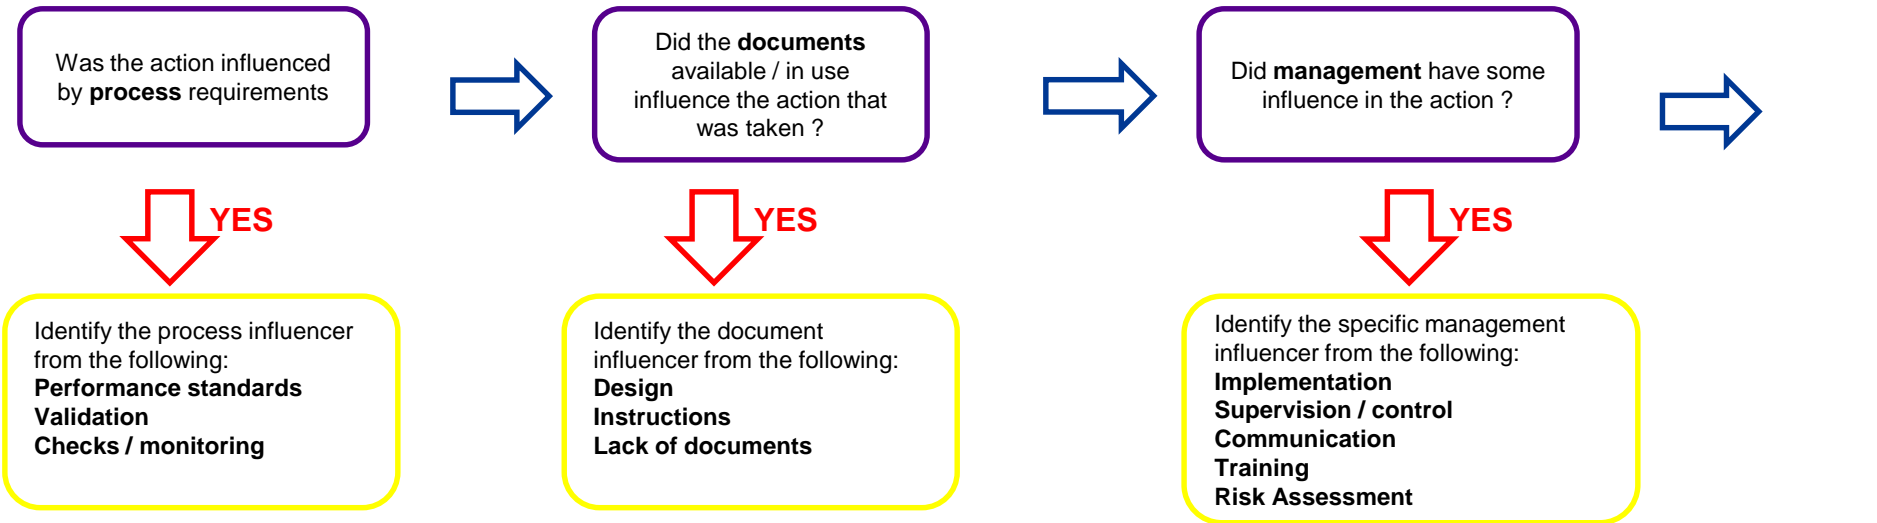 Was the action influenced
by process requirements
Did the documents
available / in use
influence the action that
was taken ?
Did management have some
influence in the action ?
YES
YES
YES
Identify the process influencer
from the following:
Performance standards
Validation
Checks / monitoring
Identify the document
influencer from the following:
Design
Instructions
Lack of documents
Identify the specific management
influencer from the following:
Implementation
Supervision / control
Communication
Training
Risk Assessment